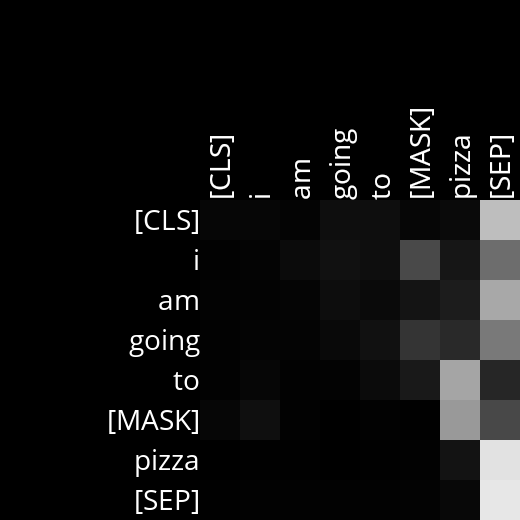 [CLS] i am going to [MASK] pizza [SEP]
[CLS]
i
am
going
to
[MASK]
pizza
[SEP]